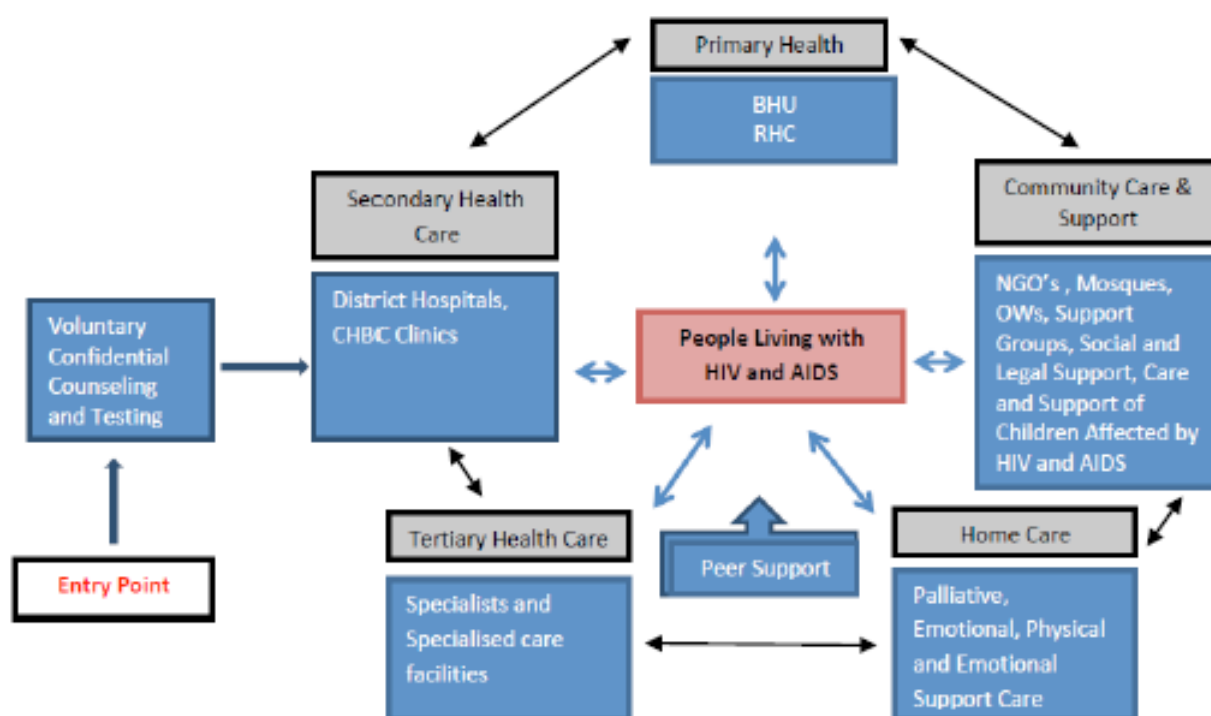 Primary Health
BHU
RHC
Secondary Health
Care
District Hospitals,
CHBC Clinics
Community Care &
Support
NGO's , Mosques,
OWs, Support
Groups, Social and
Legal Support, Care
and Support of
Children Affected by
HIV and AIDS
Voluntary
Confidential
Counseling
and Testing
People Living with
HIV and AIDS
Entry Point
Tertiary Health Care
Specialists and
Specialised care
facilities
Peer Support
Home Care
Palliative,
Emotional, Physical
and Emotional
Support Care